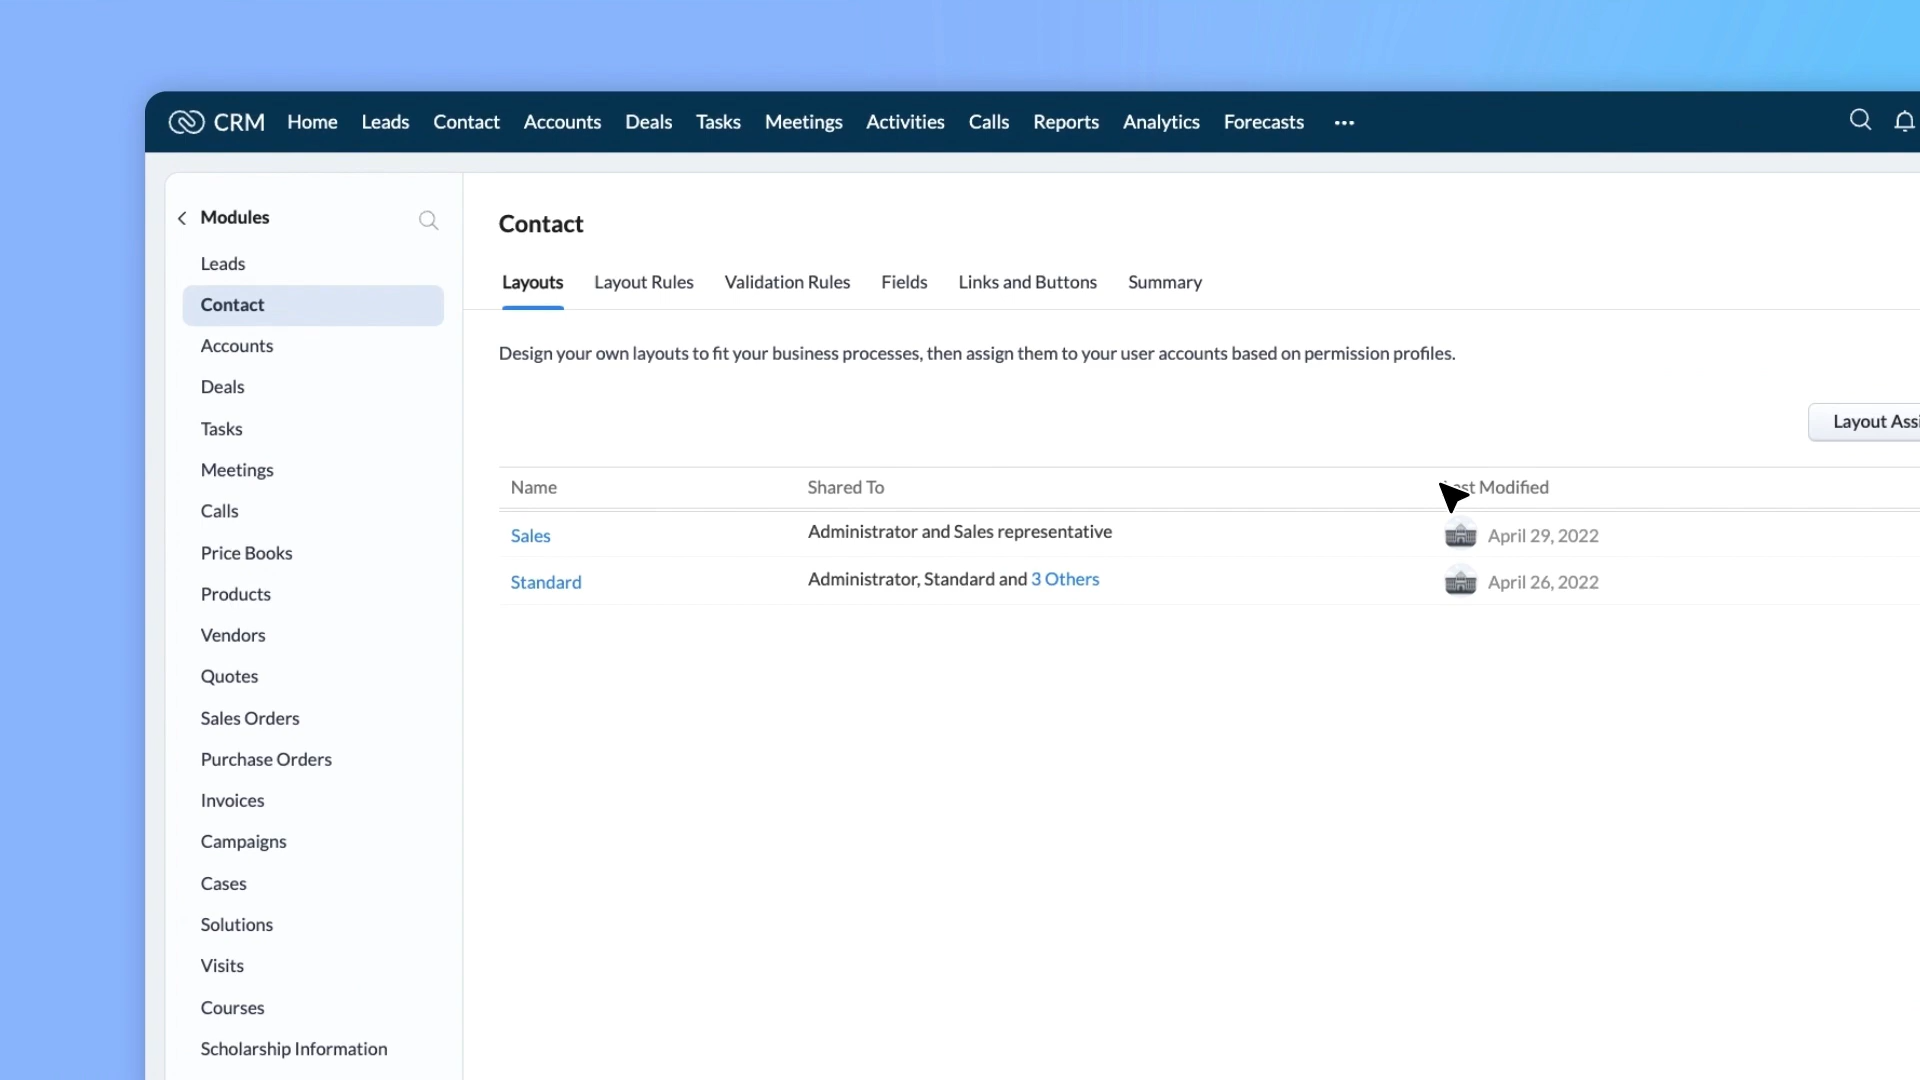 CRM Home Leads Contact Accounts Deals Tasks Meetings Activities Calls Reports Analytics Forecasts ...
Modules
Leads
Contact
Accounts
Deals
Tasks
Meetings
Calls
Price Books
Products
Vendors
Quotes
Sales Orders
Purchase Orders
Invoices
Campaigns
Cases
Solutions
Visits
Courses
Scholarship Information
Contact
Layouts Layout Rules Validation Rules Fields Links and Buttons Summary
Design your own layouts to fit your business processes, then assign them to your user accounts based on permission profiles.
Layout
Name Shared To Modified
Sales Administrator and Sales representative April 29, 2022
Standard Administrator, Standard and 3 Others April 26, 2022